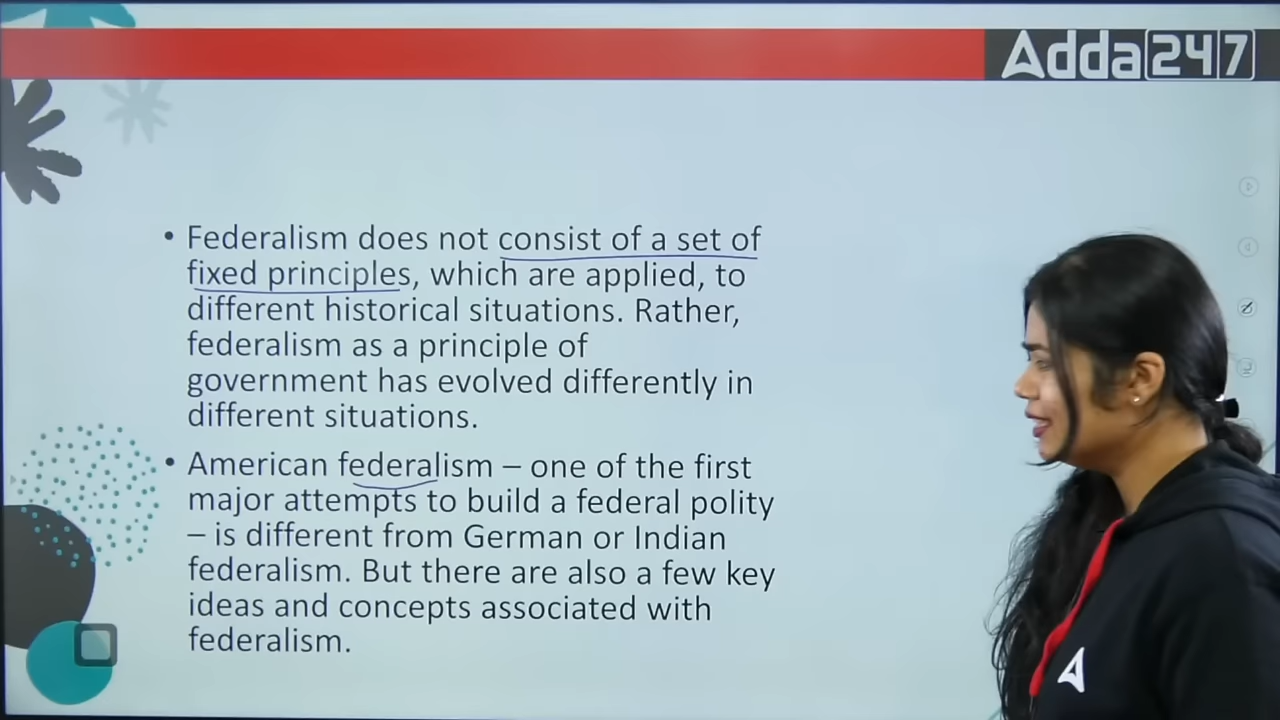 Adda247
• Federalism does not consist of a set of
fixed principles, which are applied, to
different historical situations. Rather,
federalism as a principle of
government has evolved differently in
different situations.
• American federalism – one of the first
major attempts to build a federal polity
– is different from German or Indian
federalism. But there are also a few key
ideas and concepts associated with
federalism.